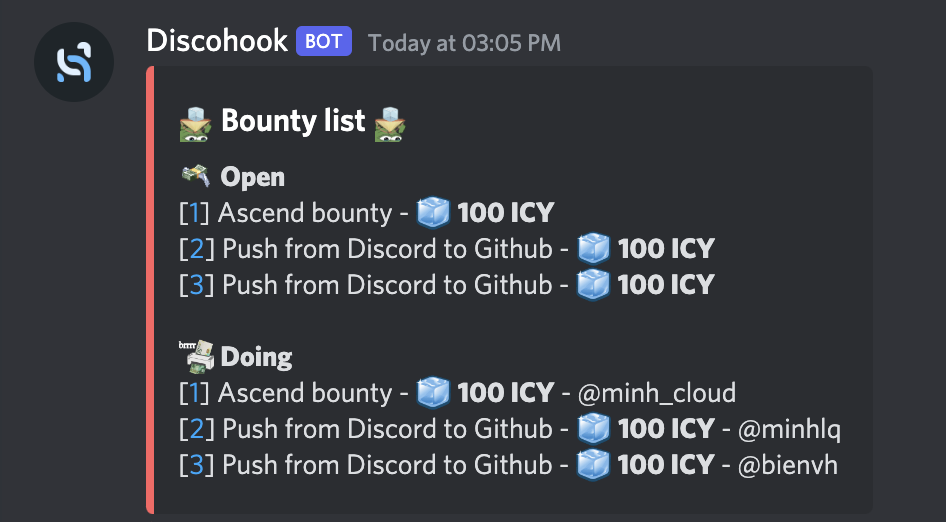 Discohook BOT Today at 03:05 PM
Bounty list
Open
[1] Ascend bounty - 100 ICY
[2] Push from Discord to Github - 100 ICY
[3] Push from Discord to Github - 100 ICY
brrrr Doing
[1] Ascend bounty - 100 ICY - @minh_cloud
[2] Push from Discord to Github - 100 ICY - @minhlq
[3] Push from Discord to Github - 100 ICY - @bienvh